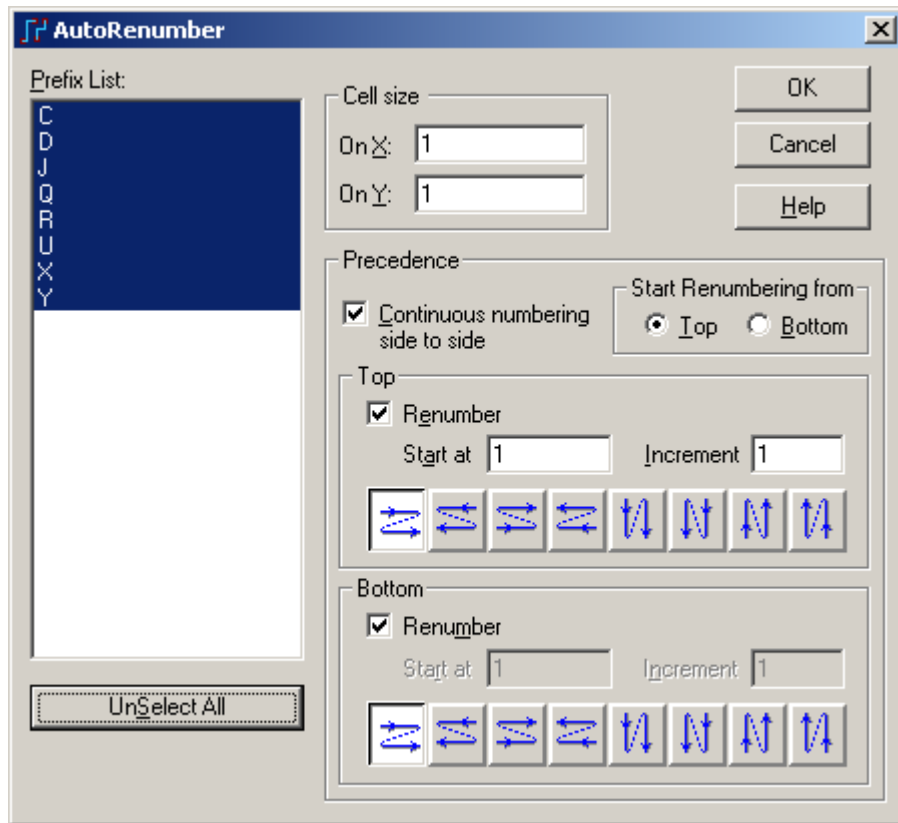 AutoRenumber
Prefix List:
C
D
J
Q
R
U
X
Y
UnSelect All
Cell size
On X: 1
On Y: 1
OK
Cancel
Help
Precedence
Continuous numbering
side to side
Start Renumbering from
Top Bottom
Top
Renumber
Start at 1 Increment 1
Bottom
Renumber
Start at 1 Increment 1